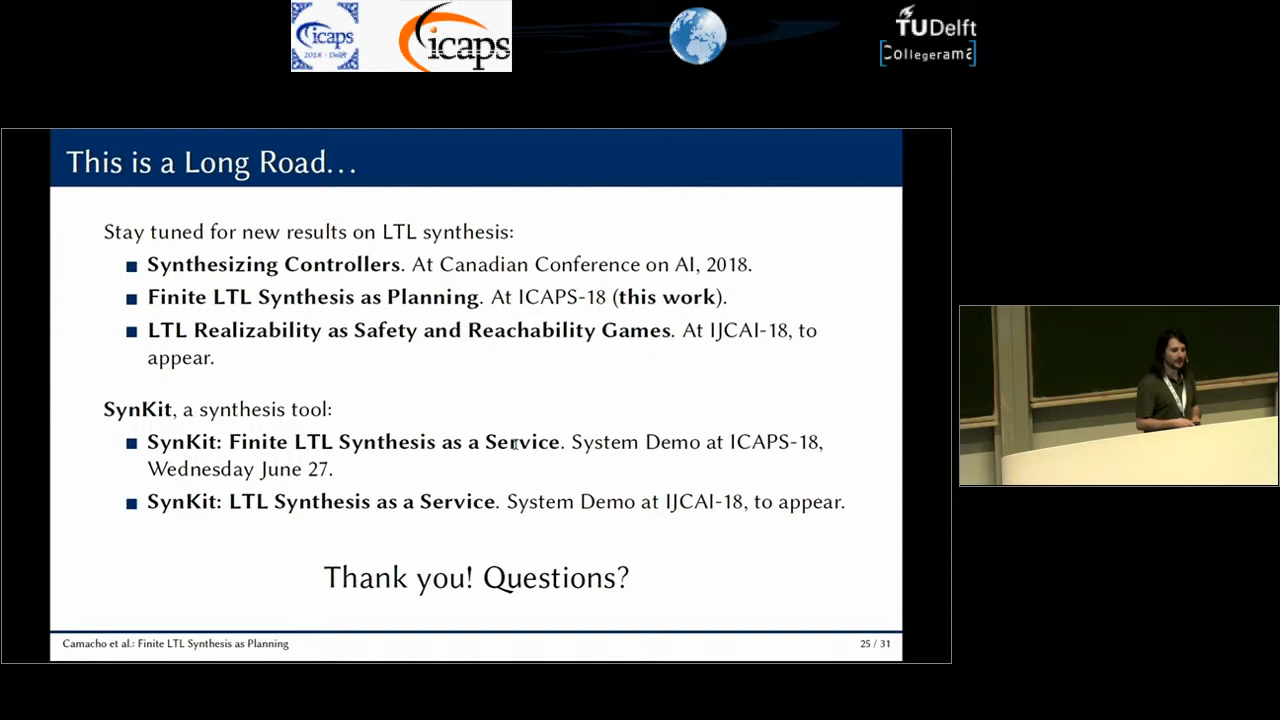 icaps
2018 - Delft
icaps
TUDelft
Collegerama
This is a Long Road...
Stay tuned for new results on LTL synthesis:
Synthesizing Controllers. At Canadian Conference on AI, 2018.
Finite LTL Synthesis as Planning. At ICAPS-18 (this work).
LTL Realizability as Safety and Reachability Games. At IJCAI-18, to
appear.
SynKit, a synthesis tool:
SynKit: Finite LTL Synthesis as a Service. System Demo at ICAPS-18,
Wednesday June 27.
SynKit: LTL Synthesis as a Service. System Demo at IJCAI-18, to appear.
Thank you! Questions?
Camacho et al.: Finite LTL Synthesis as Planning
25 / 31